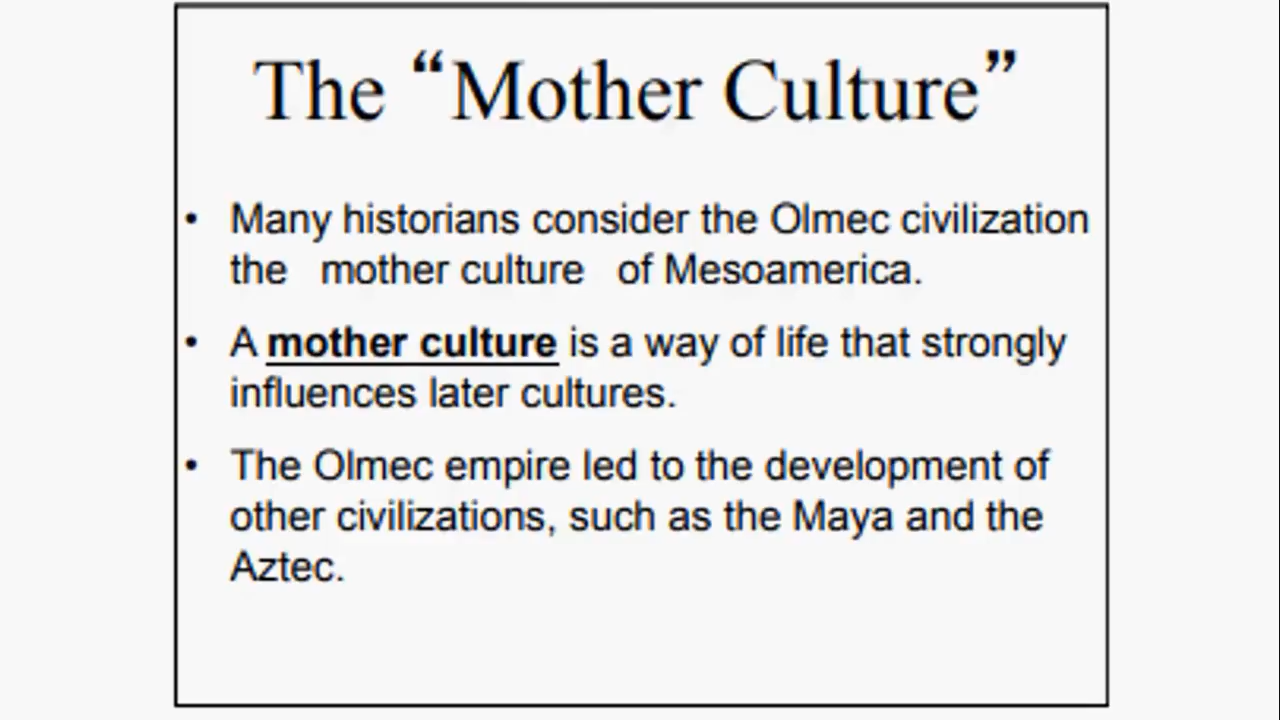 The “Mother Culture”
• Many historians consider the Olmec civilization
the mother culture of Mesoamerica.
• A mother culture is a way of life that strongly
influences later cultures.
• The Olmec empire led to the development of
other civilizations, such as the Maya and the
Aztec.